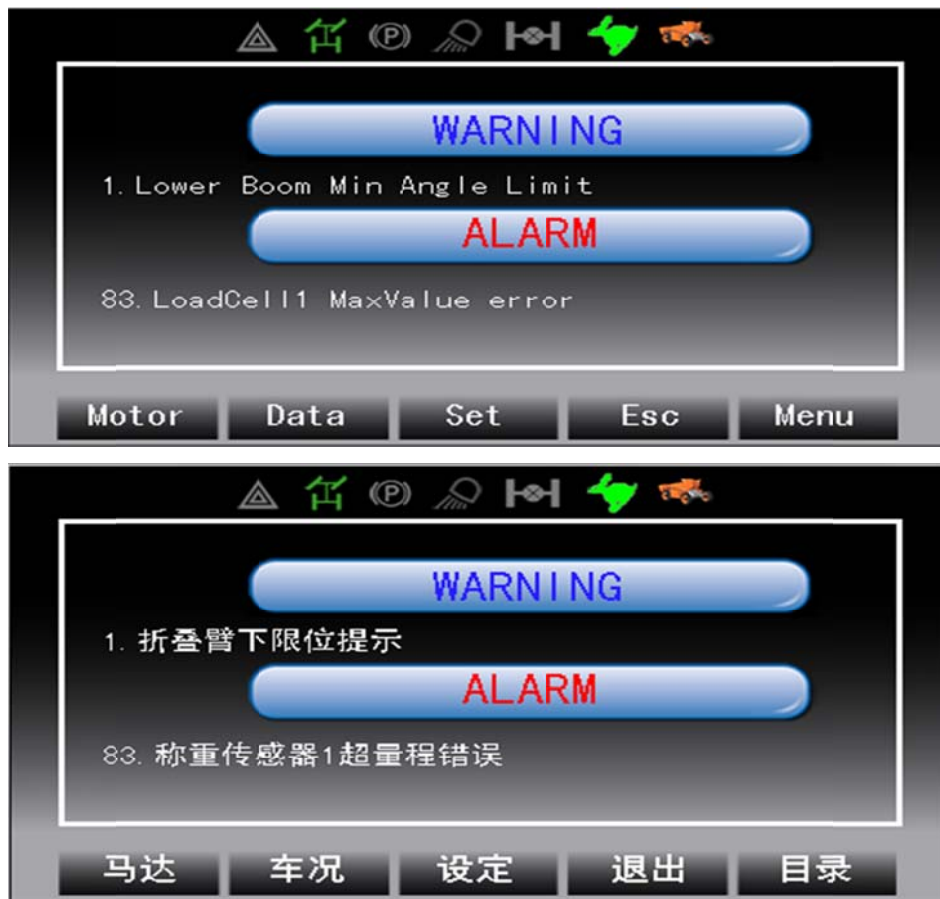 P
WARNING
1. Lower Boom Min Angle Limit
ALARM
83. LoadCell1 MaxValue error
Motor Data Set Esc Menu
P
WARNING
1. 折叠臂下限位提示
ALARM
83. 称重传感器1超量程错误
马达 车况 设定 退出 目录